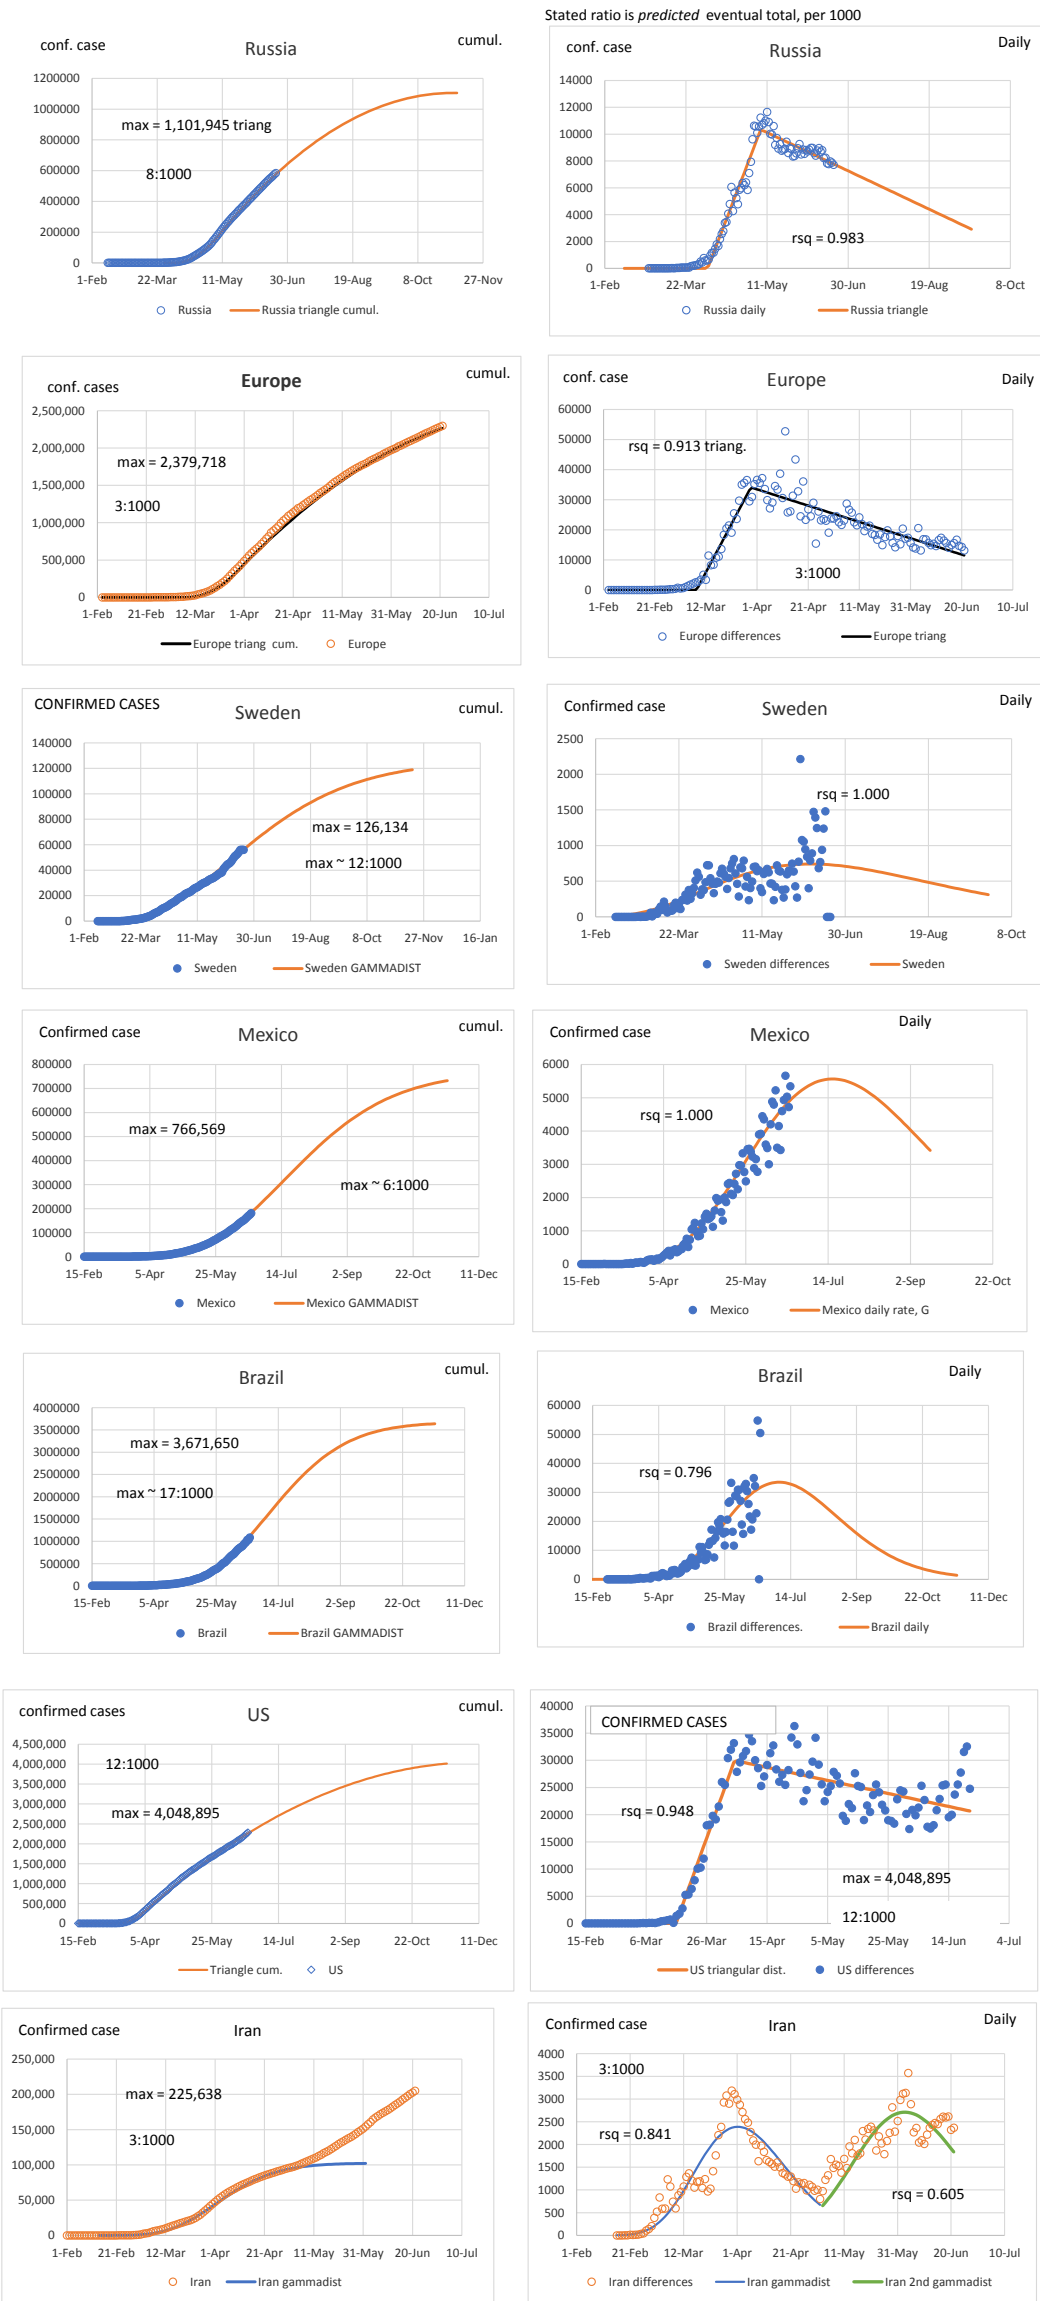 Stated ratio is predicted eventual total, per 1000
conf. case
Russia
cumul.
1200000
1000000
800000
600000
400000
200000
0
max = 1,101,945 triang
8:1000
1-Feb 22-Mar 11-May 30-Jun 19-Aug 8-Oct 27-Nov
Russia Russia triangle cumul.
conf. case
Russia
Daily
14000
12000
10000
8000
6000
4000
2000
0
rsq = 0.983
1-Feb 22-Mar 11-May 30-Jun 19-Aug 8-Oct
Russia daily Russia triangle
conf. cases
Europe
cumul.
2,500,000
2,000,000
1,500,000
1,000,000
500,000
0
max = 2,379,718
3:1000
1-Feb 21-Feb 12-Mar 1-Apr 21-Apr 11-May 31-May 20-Jun 10-Jul
Europe triang cum. Europe
conf. case
Europe
Daily
60000
50000
40000
30000
20000
10000
0
rsq = 0.913 triang.
3:1000
1-Feb 21-Feb 12-Mar 1-Apr 21-Apr 11-May 31-May 20-Jun 10-Jul
Europe differences Europe triang
CONFIRMED CASES
Sweden
cumul.
140000
120000
100000
80000
60000
40000
20000
0
max = 126,134
max ~ 12:1000
1-Feb 22-Mar 11-May 30-Jun 19-Aug 8-Oct 27-Nov 16-Jan
Sweden Sweden GAMMADIST
Confirmed case
Sweden
Daily
2500
2000
1500
1000
500
0
rsq = 1.000
1-Feb 22-Mar 11-May 30-Jun 19-Aug 8-Oct
Sweden differences Sweden
Confirmed case
Mexico
cumul.
800000
700000
600000
500000
400000
300000
200000
100000
0
max = 766,569
max ~ 6:1000
15-Feb 5-Apr 25-May 14-Jul 2-Sep 22-Oct 11-Dec
Mexico Mexico GAMMADIST
Confirmed case
Mexico
Daily
6000
5000
4000
3000
2000
1000
0
rsq = 1.000
15-Feb 5-Apr 25-May 14-Jul 2-Sep 22-Oct
Mexico Mexico daily rate, G
Brazil
cumul.
4000000
3500000
3000000
2500000
2000000
1500000
1000000
500000
0
max = 3,671,650
max ~ 17:1000
15-Feb 5-Apr 25-May 14-Jul 2-Sep 22-Oct 11-Dec
Brazil Brazil GAMMADIST
Brazil
Daily
60000
50000
40000
30000
20000
10000
0
rsq = 0.796
15-Feb 5-Apr 25-May 14-Jul 2-Sep 22-Oct 11-Dec
Brazil differences. Brazil daily
confirmed cases
US
cumul.
4,500,000
4,000,000
3,500,000
3,000,000
2,500,000
2,000,000
1,500,000
1,000,000
500,000
0
12:1000
max = 4,048,895
15-Feb 5-Apr 25-May 14-Jul 2-Sep 22-Oct 11-Dec
Triangle cum. US
CONFIRMED CASES
40000
35000
30000
25000
20000
15000
10000
5000
0
rsq = 0.948
max = 4,048,895
12:1000
15-Feb 6-Mar 26-Mar 15-Apr 5-May 25-May 14-Jun 4-Jul
US triangular dist. US differences
Confirmed case
Iran
250,000
200,000
150,000
100,000
50,000
0
max = 225,638
3:1000
1-Feb 21-Feb 12-Mar 1-Apr 21-Apr 11-May 31-May 20-Jun 10-Jul
Iran Iran gammadist
Confirmed case
Iran
Daily
4000
3500
3000
2500
2000
1500
1000
500
0
3:1000
rsq = 0.841
rsq = 0.605
1-Feb 21-Feb 12-Mar 1-Apr 21-Apr 11-May 31-May 20-Jun 10-Jul
Iran differences Iran gammadist Iran 2nd gammadist